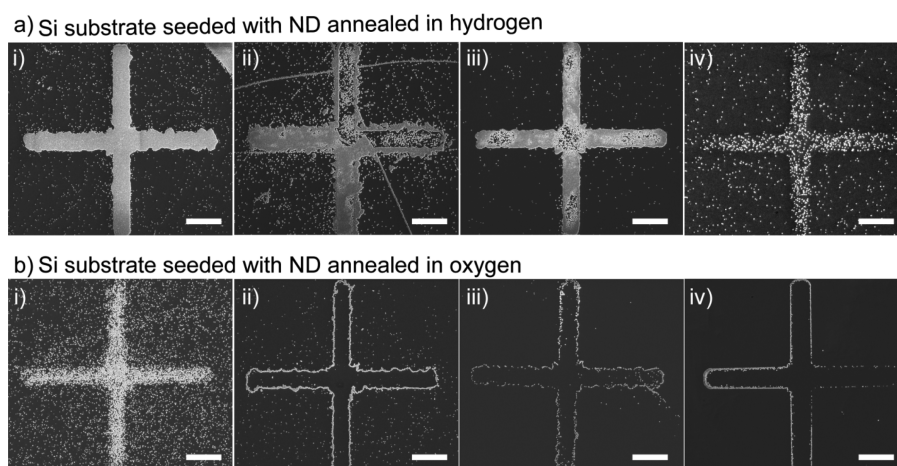 a) Si substrate seeded with ND annealed in hydrogen
i) ii) iii) iv)
b) Si substrate seeded with ND annealed in oxygen
i) ii) iii) iv)